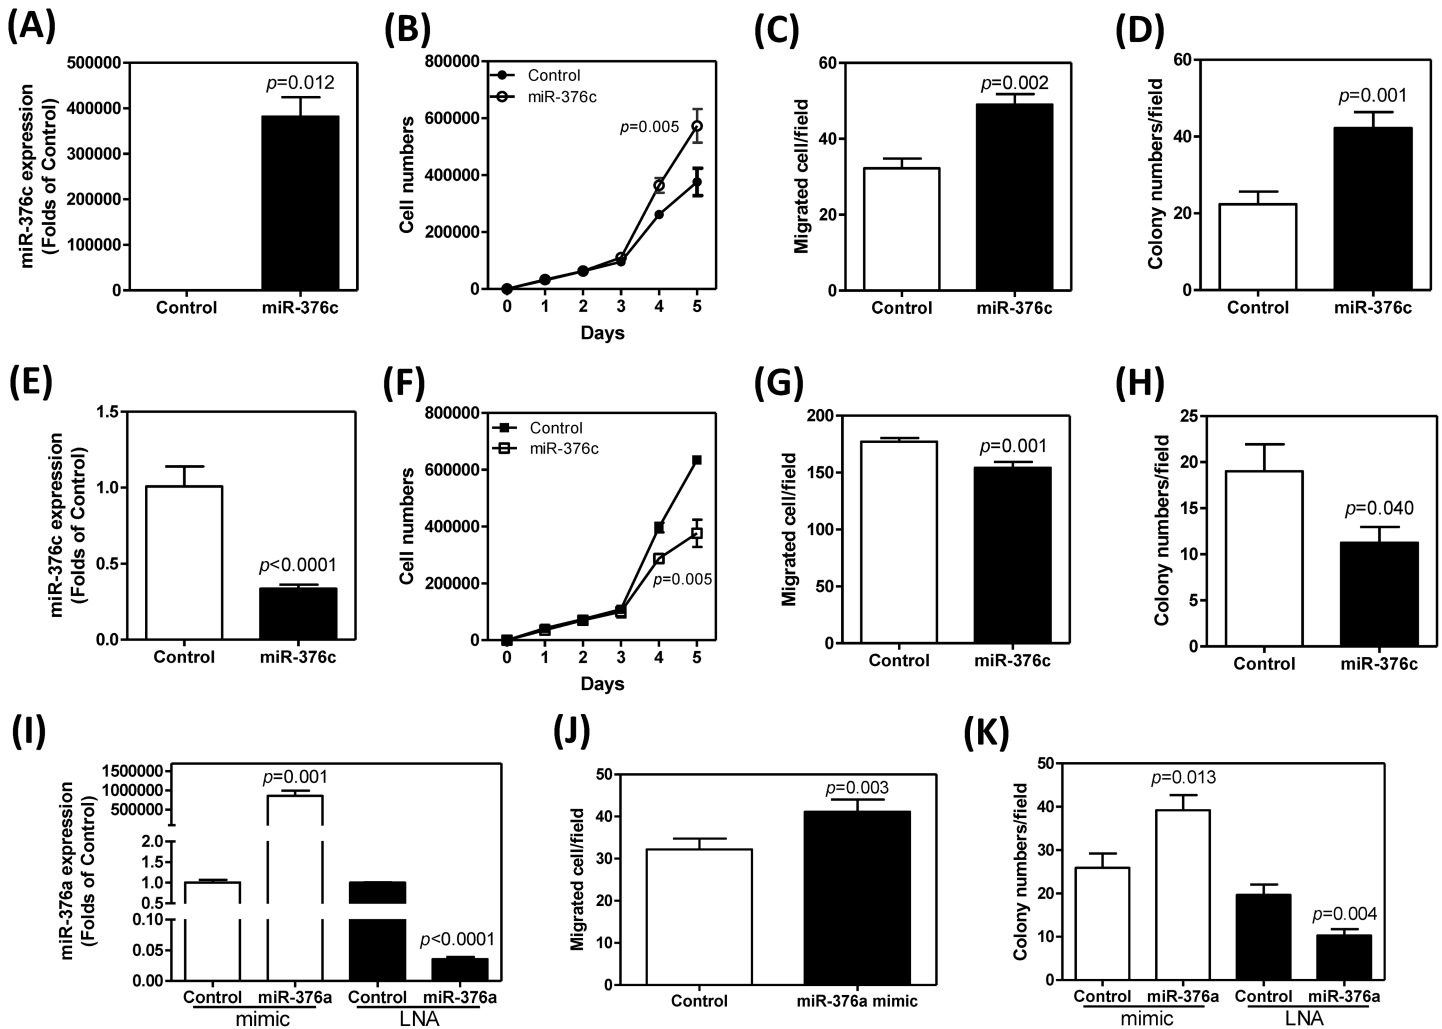 (A)
miR-376c expression
(Folds of Control)
500000
400000
300000
200000
100000
0
p=0.012
Control
miR-376c
(B)
Cell numbers
800000
600000
400000
200000
0
Control
miR-376c
p=0.005
0 1 2 3 4 5
Days
(C)
Migrated cell/field
60
40
20
0
p=0.002
Control
miR-376c
(D)
Colony numbers/field
60
40
20
0
p=0.001
Control
miR-376c
(E)
miR-376c expression
(Folds of Control)
1.5
1.0
0.5
0.0
p<0.0001
Control
miR-376c
(F)
Cell numbers
800000
600000
400000
200000
0
Control
miR-376c
p=0.005
0 1 2 3 4 5
Days
(G)
Migrated cell/field
200
150
100
50
0
p=0.001
Control
miR-376c
(H)
Colony numbers/field
25
20
15
10
5
0
p=0.040
Control
miR-376c
(I)
miR-376a expression
(Folds of Control)
1500000
1000000
500000
2.0
1.5
1.0
0.5
0.10
0.05
0.00
p=0.001
p<0.0001
Control miR-376a Control miR-376a
mimic LNA
(J)
Migrated cell/field
50
40
30
20
10
0
p=0.003
Control
miR-376a mimic
(K)
Colony numbers/field
50
40
30
20
10
0
p=0.013
p=0.004
Control miR-376a Control miR-376a
mimic LNA